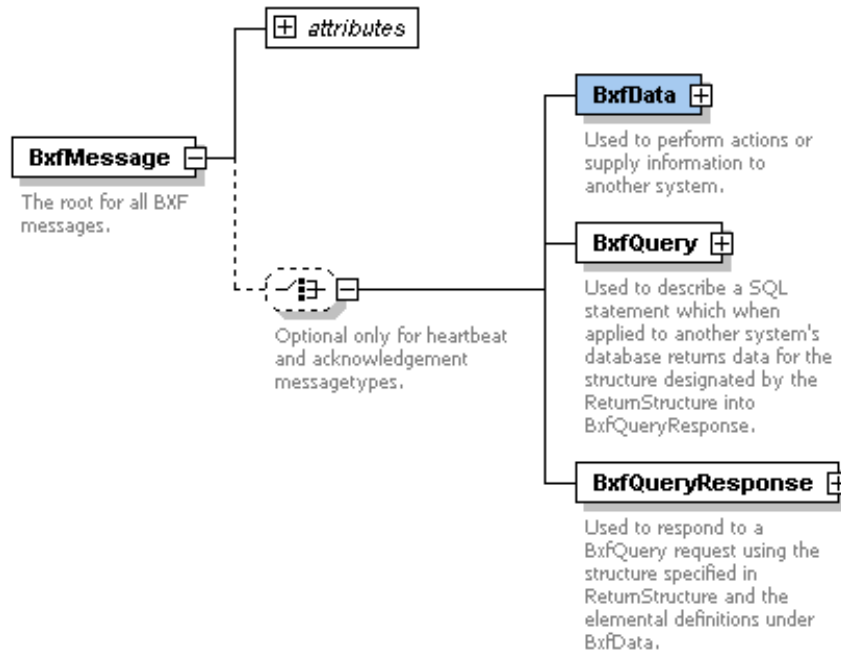 attributes
BxfMessage
The root for all BXF
messages.
Optional only for heartbeat
and acknowledgement
messagetypes.
BxfData
Used to perform actions or
supply information to
another system.
BxfQuery
Used to describe a SQL
statement which when
applied to another system's
database returns data for the
structure designated by the
ReturnStructure into
BxfQueryResponse.
BxfQueryResponse
Used to respond to a
BxfQuery request using the
structure specified in
ReturnStructure and the
elemental definitions under
BxfData.